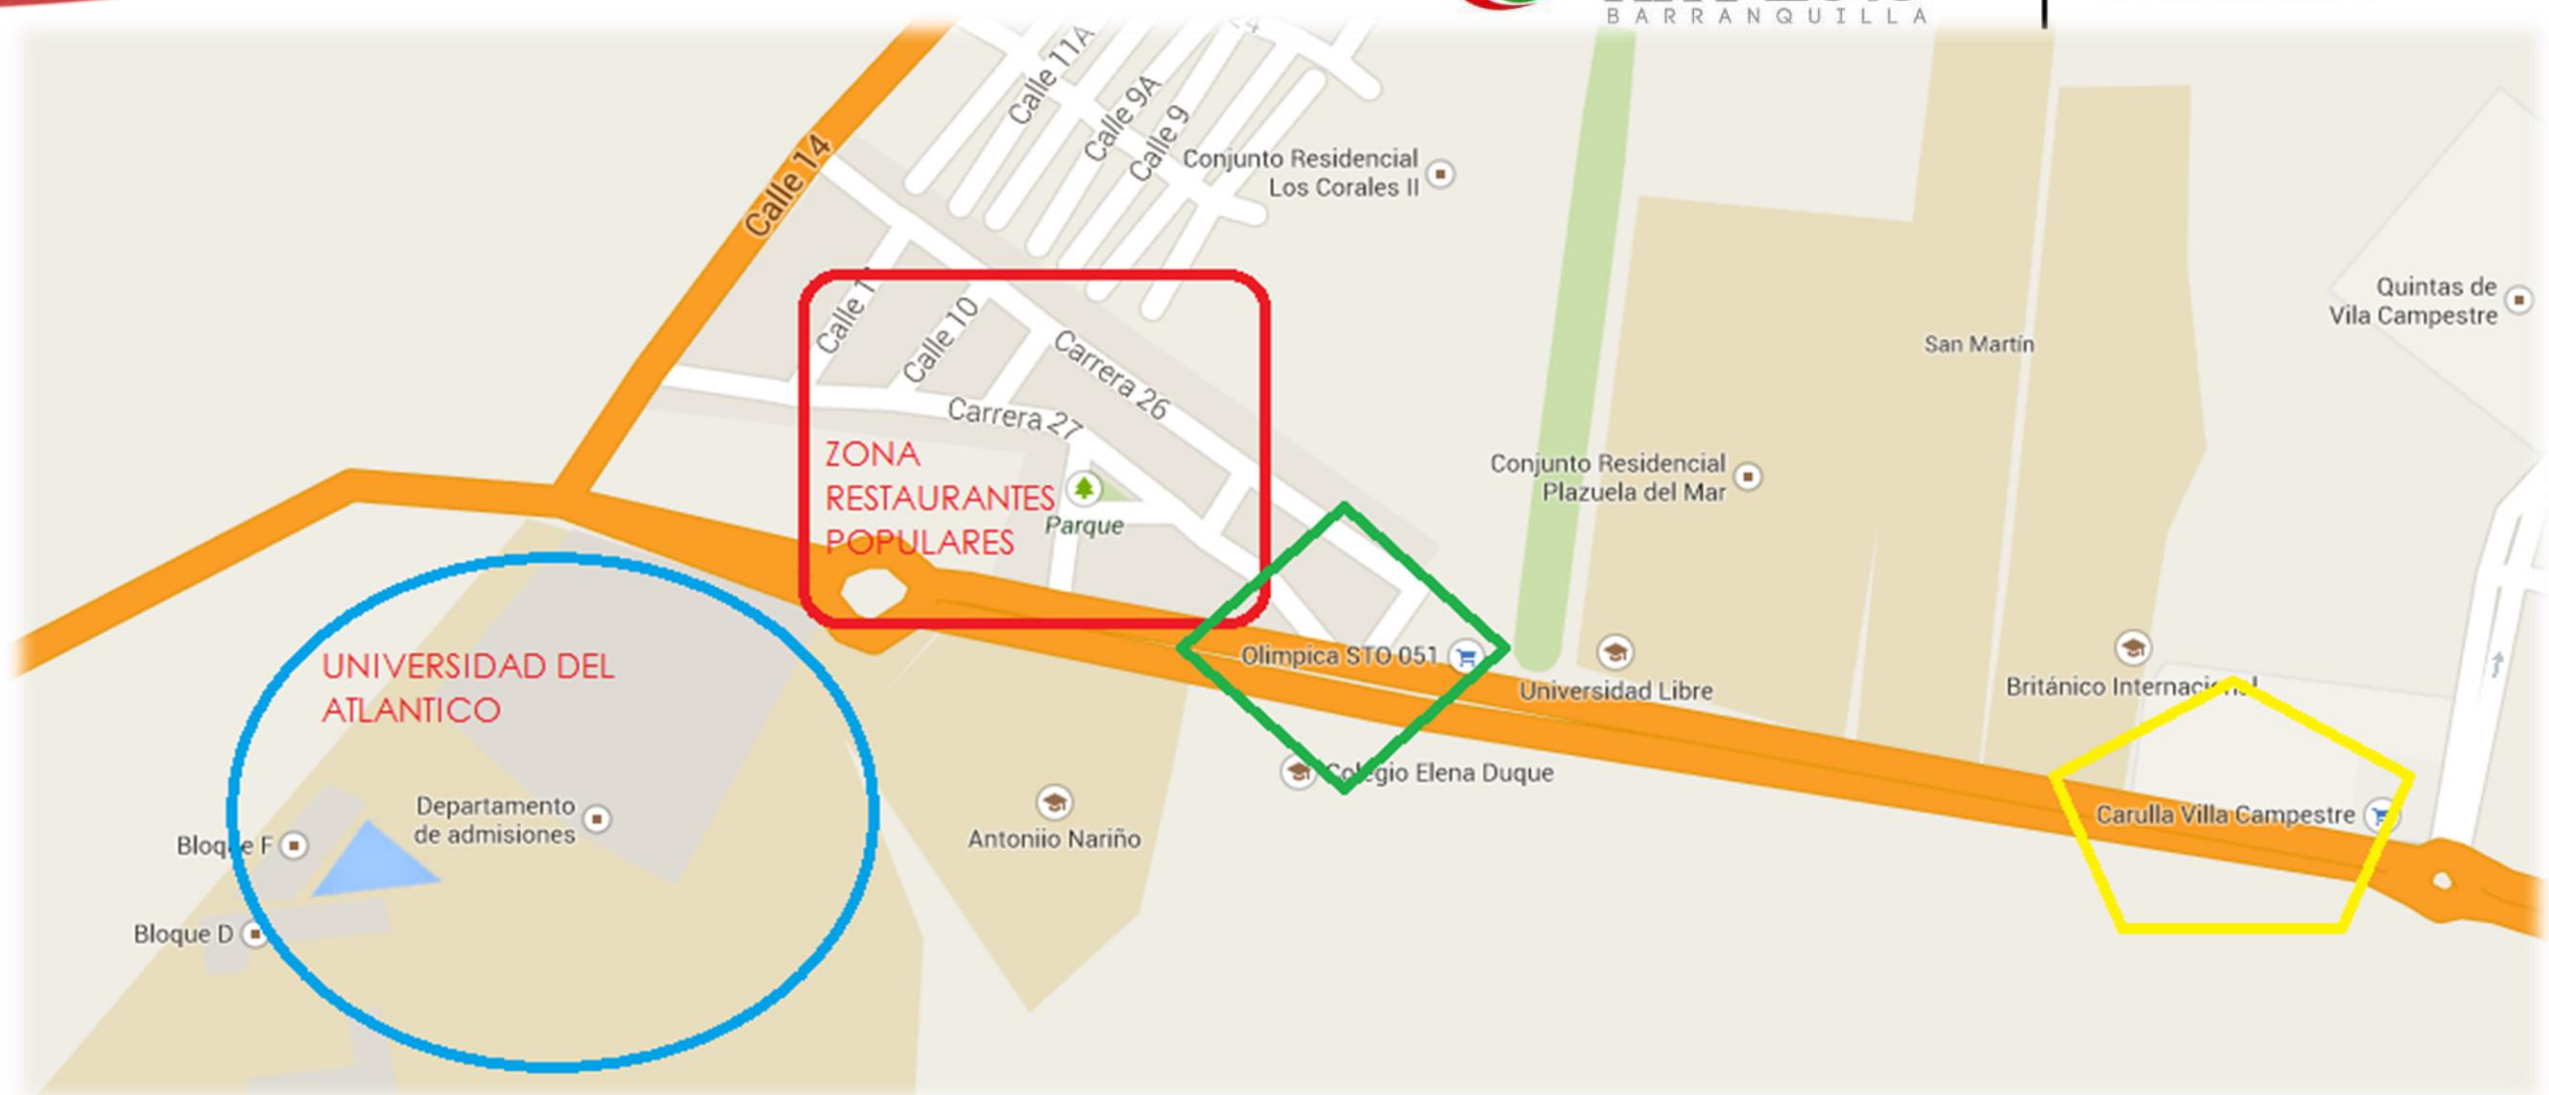 BARRANQUILLA
Calle 11A
Calle 9A
Calle 9
Calle 14
Conjunto Residencial
Los Corales II
Quintas de
Vila Campestre
San Martín
Calle 10
Carrera 26
Carrera 27
ZONA
RESTAURANTES
POPULARES
Parque
Conjunto Residencial
Plazuela del Mar
UNIVERSIDAD DEL
ATLANTICO
Olimpica STO 051
Universidad Libre
Británico Internacional
Colegio Elena Duque
Departamento
de admisiones
Antoniio Nariño
Carulla Villa Campestre
Bloque F
Bloque D